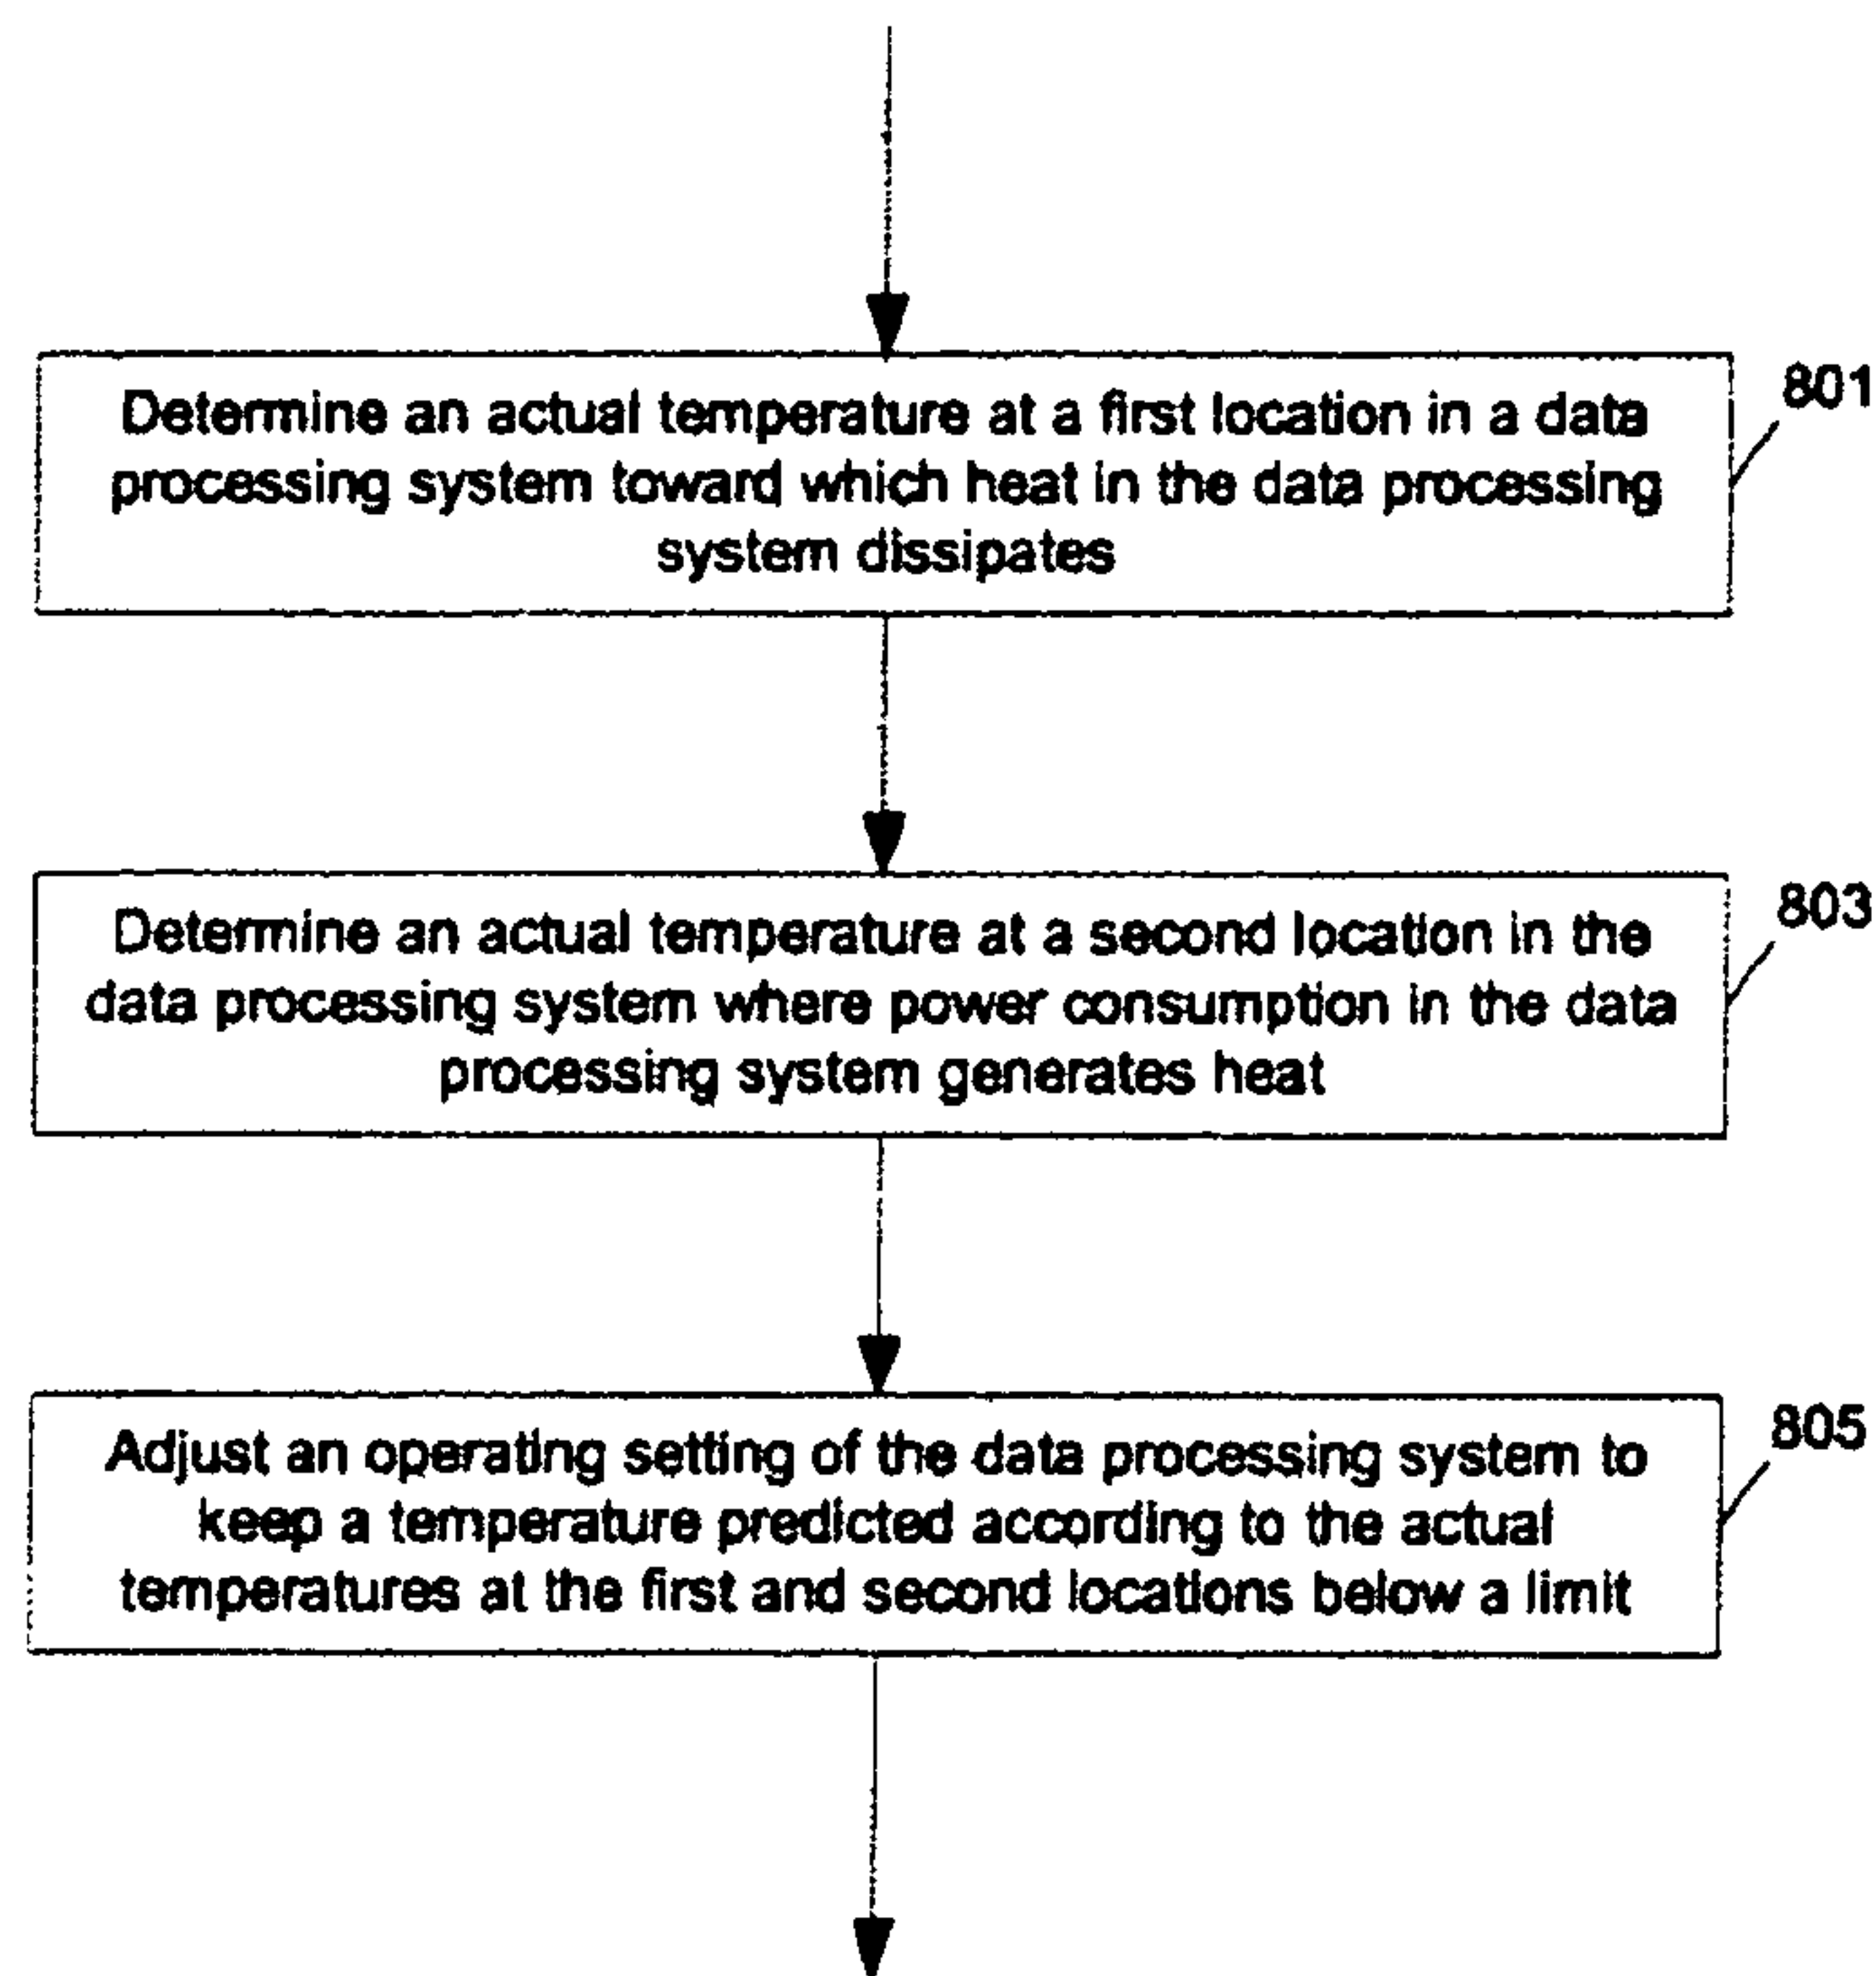 Determine an actual temperature at a first location in a data
processing system toward which heat in the data processing
system dissipates
801
Determine an actual temperature at a second location in the
data processing system where power consumption in the data
processing system generates heat
803
Adjust an operating setting of the data processing system to
keep a temperature predicted according to the actual
temperatures at the first and second locations below a limit
805